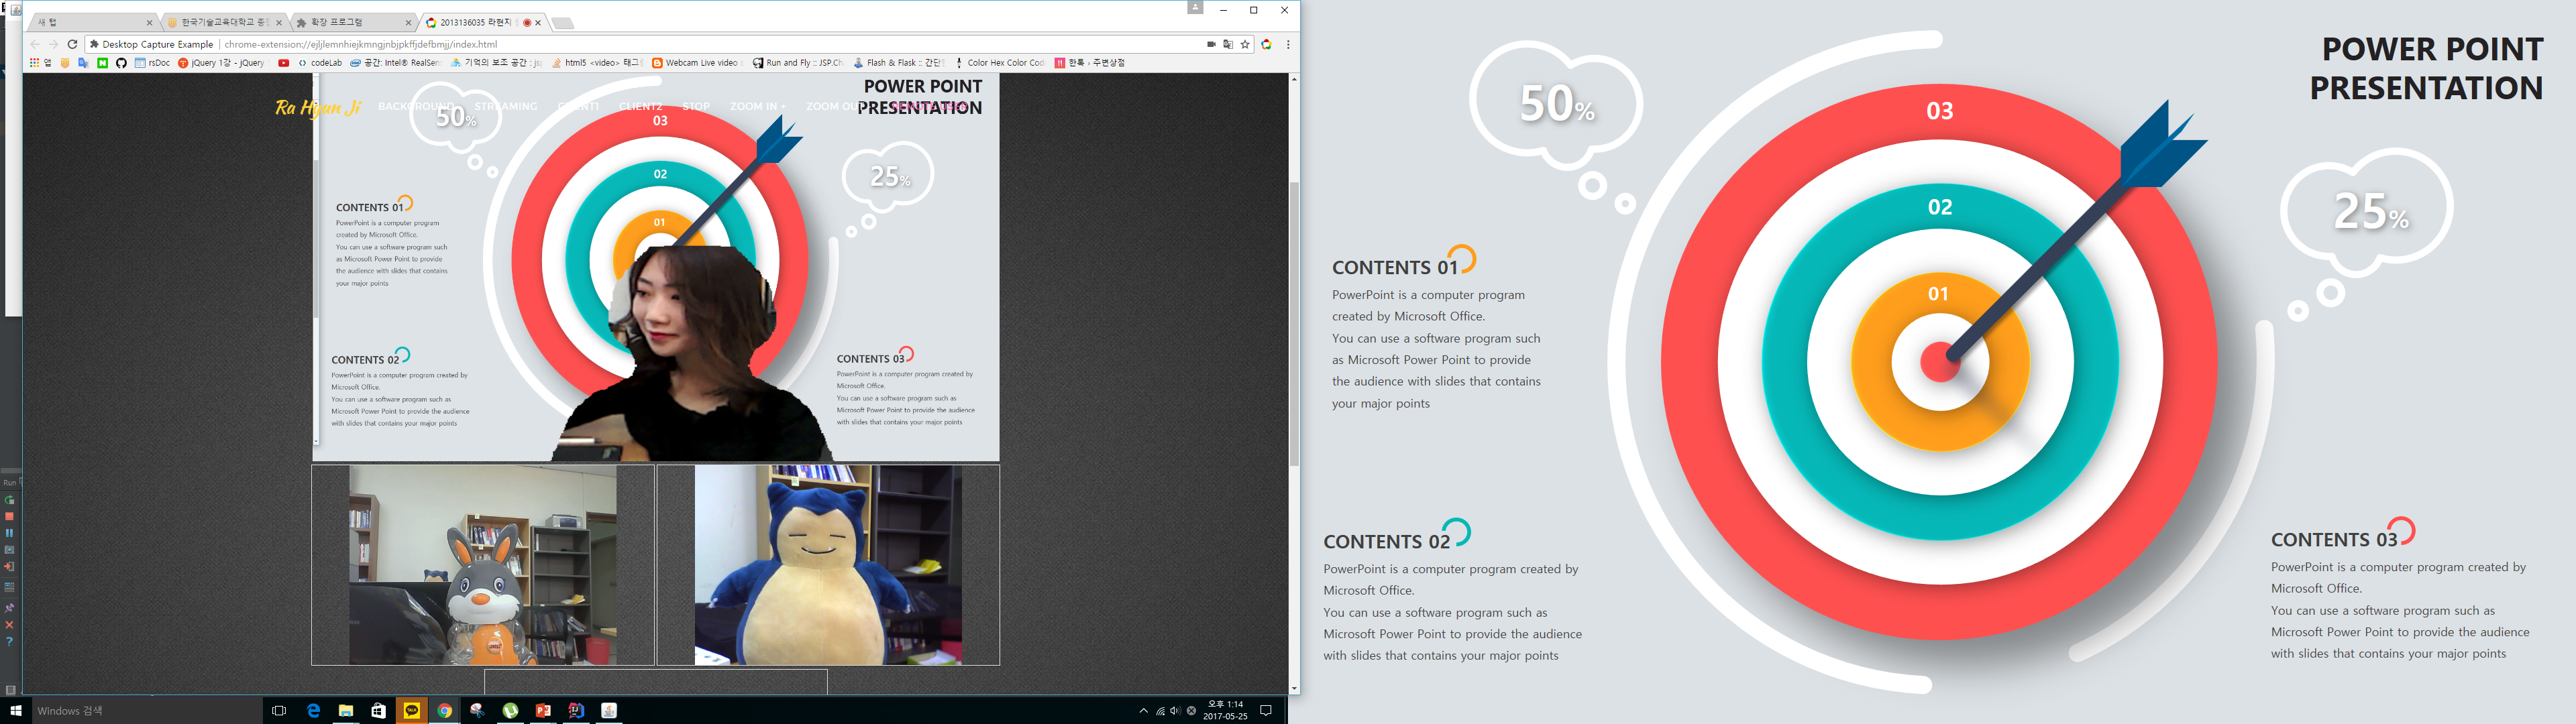 새 탭
한국기술교육대학교 종합
확장 프로그램
2013136035 라현지
Desktop Capture Example
chrome-extension://ejljlemnhiejkmngjnbjpkffjdefbmjj/index.html
앱
rsDoc
jQuery 1강 - jQuery
codeLab
공간: Intel® RealSens
기억의 보조 공간 : js
html5 <video> 태그
Webcam Live video s
Run and Fly :: JSP.Ch
Flash & Flask :: 간단
Color Hex Color Cod
한톡 › 주변상점
Ra Hyun Ji
BACKGROUND
STREAMING
CLIENT1
CLIENT2
STOP
ZOOM IN +
ZOOM OUT
POWER POINT
PRESENTATION
50%
25%
03
02
01
CONTENTS 01
PowerPoint is a computer program
created by Microsoft Office.
You can use a software program such
as Microsoft Power Point to provide
the audience with slides that contains
your major points
CONTENTS 02
PowerPoint is a computer program created by
Microsoft Office.
You can use a software program such as
Microsoft Power Point to provide the audience
with slides that contains your major points
CONTENTS 03
PowerPoint is a computer program created by
Microsoft Office.
You can use a software program such as
Microsoft Power Point to provide the audience
with slides that contains your major points
Run
Windows 검색
TALK
오후 1:14
2017-05-25
POWER POINT
PRESENTATION
50%
25%
03
02
01
CONTENTS 01
PowerPoint is a computer program
created by Microsoft Office.
You can use a software program such
as Microsoft Power Point to provide
the audience with slides that contains
your major points
CONTENTS 02
PowerPoint is a computer program created by
Microsoft Office.
You can use a software program such as
Microsoft Power Point to provide the audience
with slides that contains your major points
CONTENTS 03
PowerPoint is a computer program created by
Microsoft Office.
You can use a software program such as
Microsoft Power Point to provide the audience
with slides that contains your major points